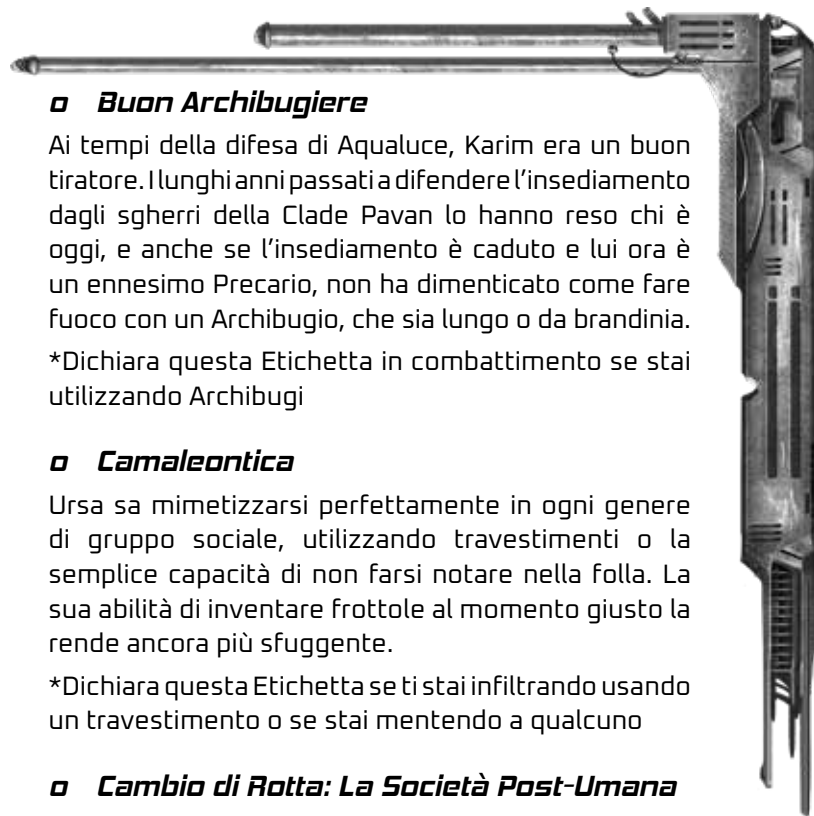 o Buon Archibugiere
Ai tempi della difesa di Aqualuce, Karim era un buon
tiratore. I lunghi anni passati a difendere l’insediamento
dagli sgherri della Clade Pavan lo hanno reso chi è
oggi, e anche se l’insediamento è caduto e lui ora è
un ennesimo Precario, non ha dimenticato come fare
fuoco con un Archibugio, che sia lungo o da brandinia.
*Dichiara questa Etichetta in combattimento se stai
utilizzando Archibugi
o Camaleontica
Ursa sa mimetizzarsi perfettamente in ogni genere
di gruppo sociale, utilizzando travestimenti o la
semplice capacità di non farsi notare nella folla. La
sua abilità di inventare frottole al momento giusto la
rende ancora più sfuggente.
*Dichiara questa Etichetta se ti stai infiltrando usando
un travestimento o se stai mentendo a qualcuno
o Cambio di Rotta: La Società Post-Umana